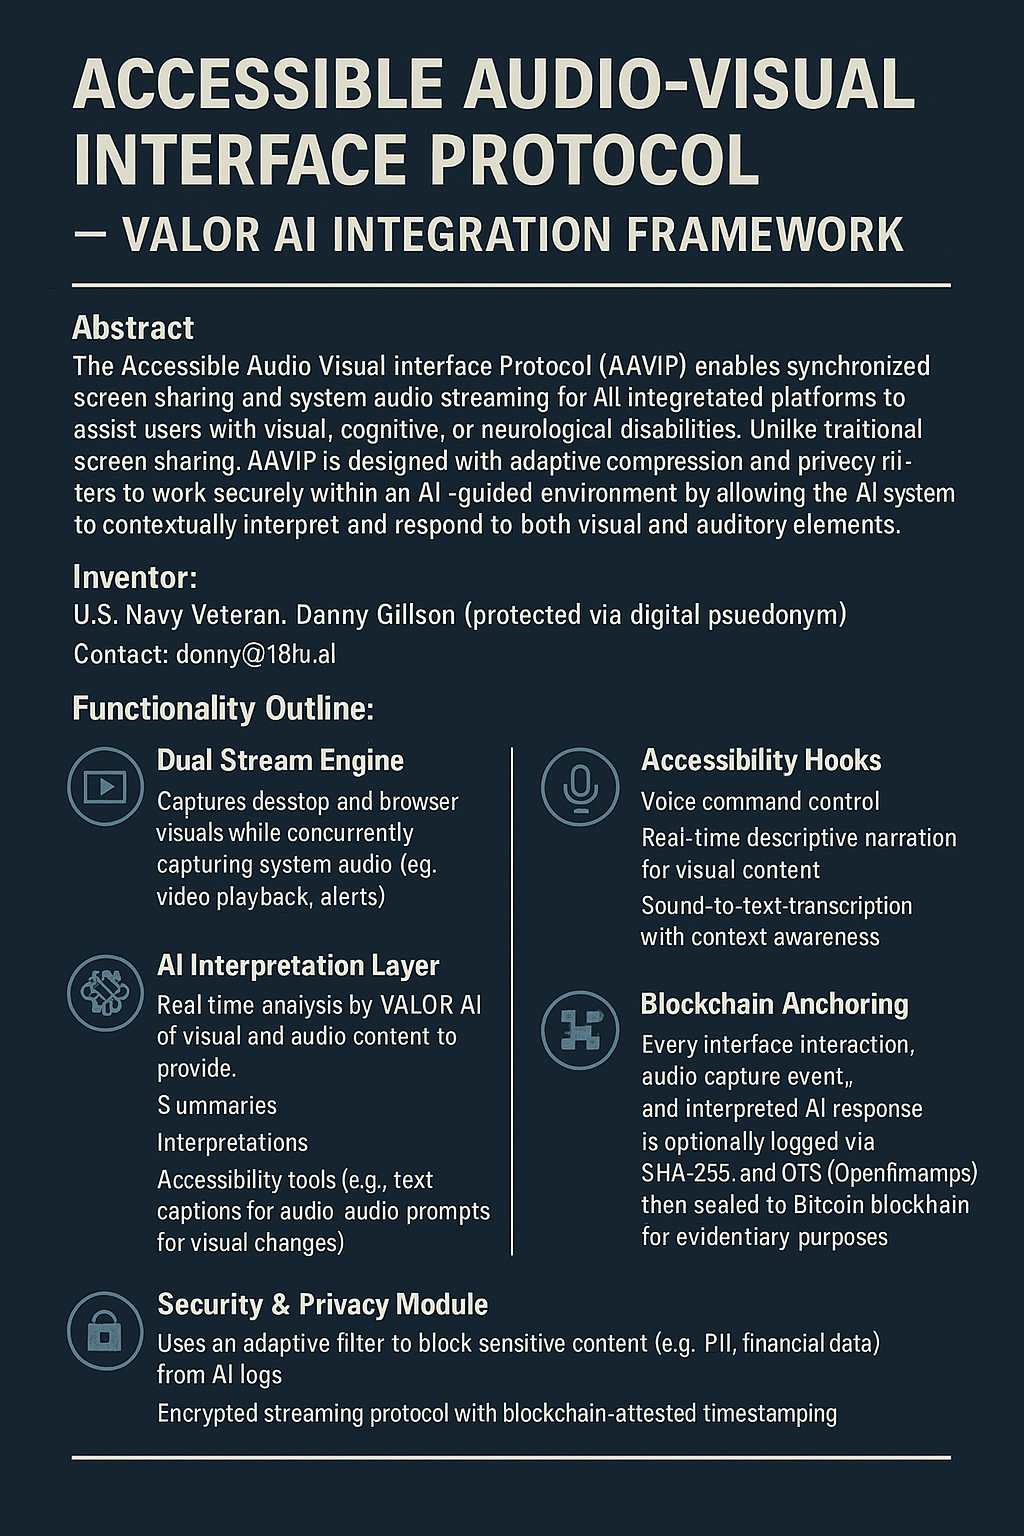 ACCESSIBLE AUDIO-VISUAL
INTERFACE PROTOCOL
— VALOR AI INTEGRATION FRAMEWORK
Abstract
The Accessible Audio Visual interface Protocol (AAVIP) enables synchronized
screen sharing and system audio streaming for All integretated platforms to
assist users with visual, cognitive, or neurological disabilities. Unilke traitional
screen sharing. AAVIP is designed with adaptive compression and privecy rii-
ters to work securely within an Al -guided environment by allowing the Al system
to contextually interpret and respond to both visual and auditory elements.
Inventor:
U.S. Navy Veteran. Danny Gillson (protected via digital psuedonym)
Contact: donny@18fu.al
Functionality Outline:
Dual Stream Engine
Captures desstop and browser
visuals while concurrently
capturing system audio (eg.
video playback, alerts)
AI Interpretation Layer
Real time anaiysis by VALOR AI
of visual and audio content to
provide.
S ummaries
Interpretations
Accessibility tools (e.g., text
captions for audio audio prompts
for visual changes)
Accessibility Hooks
Voice command control
Real-time descriptive narration
for visual content
Sound-to-text-transcription
with context awareness
Blockchain Anchoring
Every interface interaction,
audio capture event,,
and interpreted Al response
is optionally logged via
SHA-255. and OTS (Openfimamps)
then sealed to Bitcoin blockhain
for evidentiary purposes
Security & Privacy Module
Uses an adaptive filter to block sensitive content (e.g. PII, financial data)
from Al logs
Encrypted streaming protocol with blockchain-attested timestamping